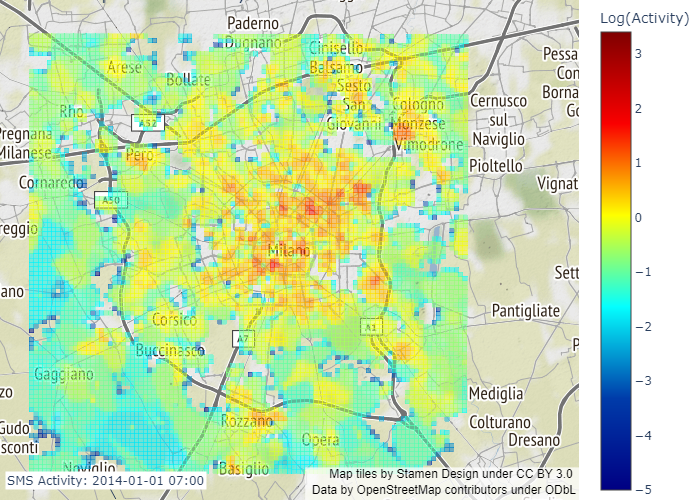 Log(Activity)
3
2
1
0
−1
−2
−3
−4
−5
Paderno
Dugnano
Cinisello
Balsamo
Arese
Bollate
Sesto
San
Giovanni
Cologno
Monzese
Vimodrone
Cernusco
sul
Naviglio
Pioltello
Pessa
Con
Borna
Go
Rho
A52
Pregnana
Milanese
Pero
Cornaredo
A50
Vignat
reggio
Milano
Sett
ano
Pantigliate
Corsico
A7
A1
Buccinasco
P
Gaggiano
zo
Mediglia
Gudo
sconti
Rozzano
Colturano
Dresano
Opera
Noviglio
Basiglio
SMS Activity: 2014-01-01 07:00
Map tiles by Stamen Design under CC BY 3.0
Data by OpenStreetMap contributors under ODbL